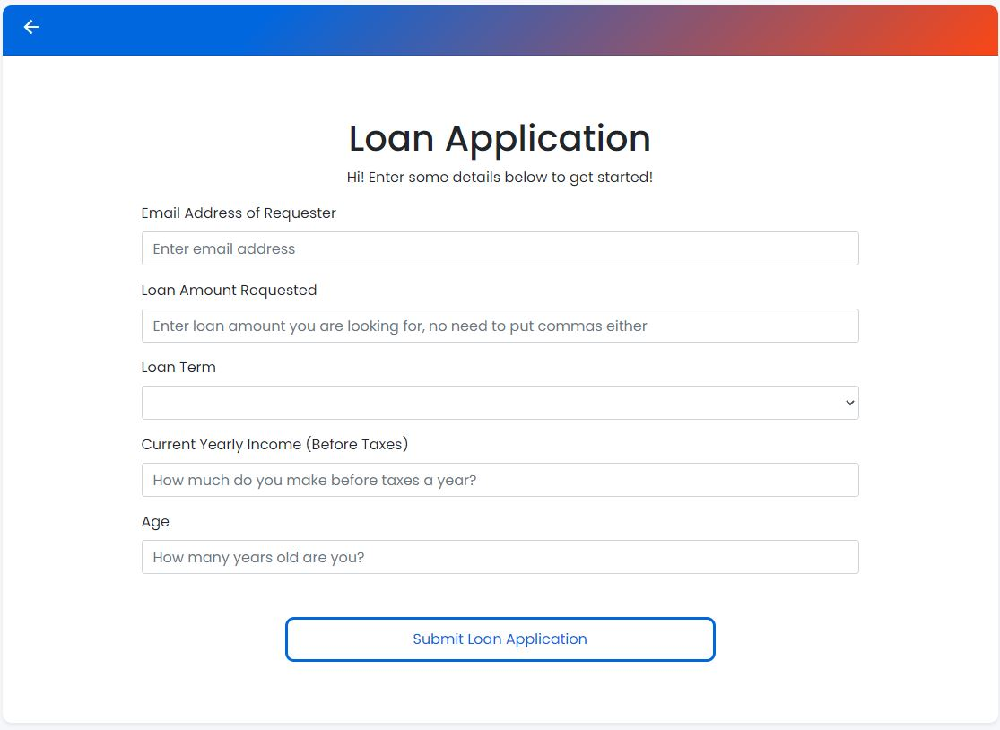 Loan Application
Hi! Enter some details below to get started!
Email Address of Requester
Enter email address
Loan Amount Requested
Enter loan amount you are looking for, no need to put commas either
Loan Term
Current Yearly Income (Before Taxes)
How much do you make before taxes a year?
Age
How many years old are you?
Submit Loan Application